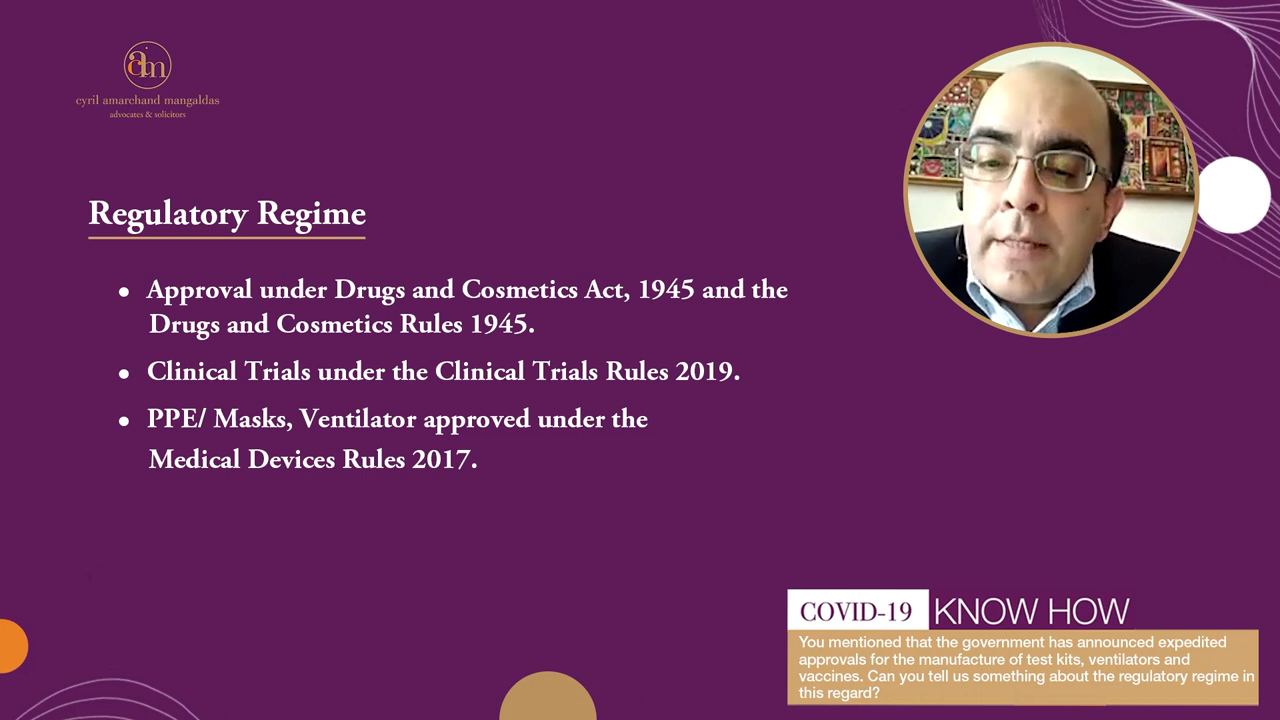 cyril amarchand mangaldas
advocates & solicitors
Regulatory Regime
• Approval under Drugs and Cosmetics Act, 1945 and the
Drugs and Cosmetics Rules 1945.
• Clinical Trials under the Clinical Trials Rules 2019.
• PPE/ Masks, Ventilator approved under the
Medical Devices Rules 2017.
COVID-19 KNOW HOW
You mentioned that the government has announced expedited
approvals for the manufacture of test kits, ventilators and
vaccines. Can you tell us something about the regulatory regime in
this regard?